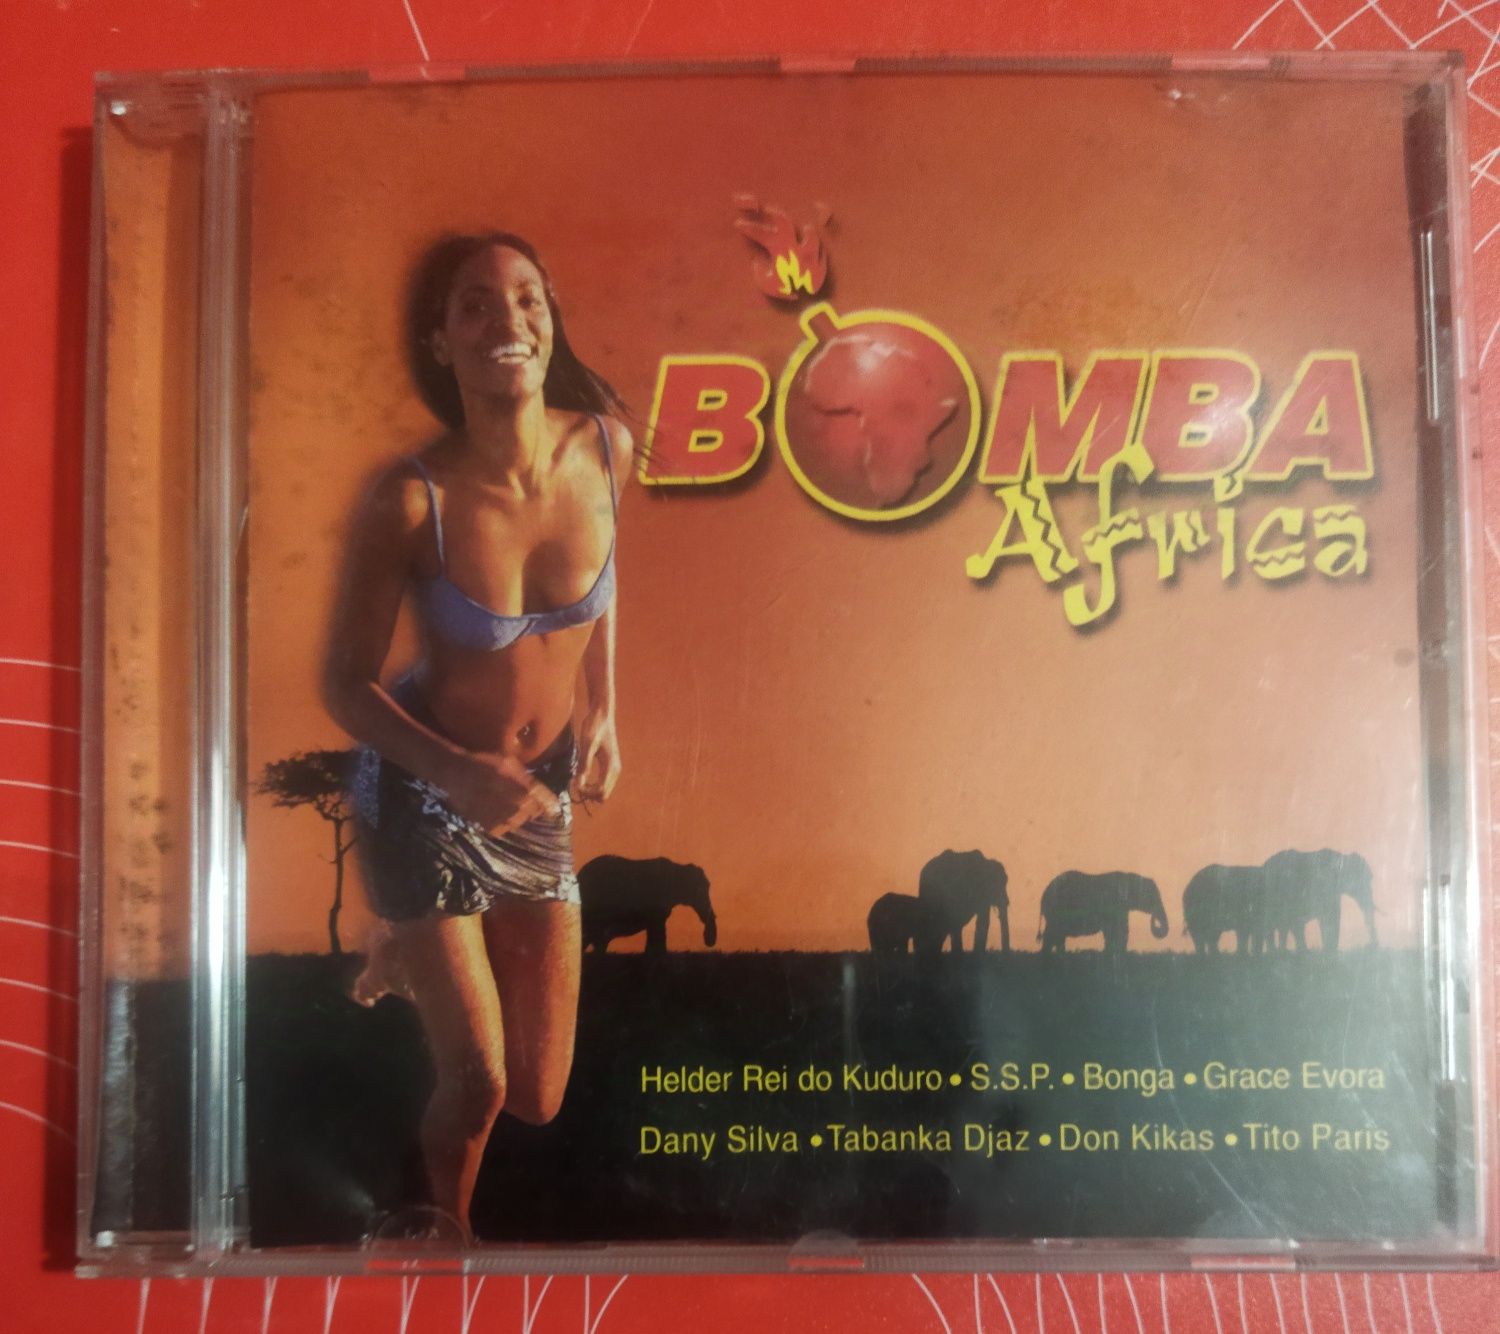 BOMBA
Africa
Helder Rei do Kuduro • S.S.P. • Bonga • Grace Evora
Dany Silva • Tabanka Djaz • Don Kikas • Tito Paris